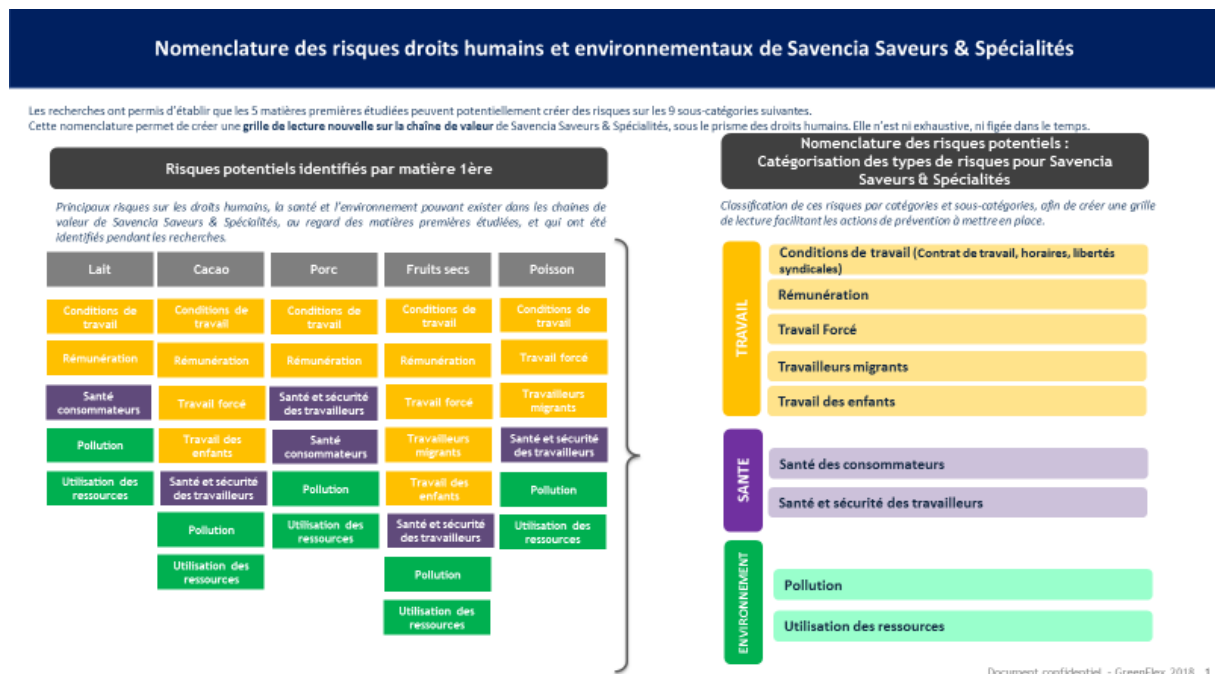 Nomenclature des risques droits humains et environnementaux de Savencia Saveurs & Spécialités
Les recherches ont permis d'établir que les 5 matières premières étudiées peuvent potentiellement créer des risques sur les 9 sous-catégories suivantes.
Cette nomenclature permet de créer une grille de lecture nouvelle sur la chaîne de valeur de Savencia Saveurs & Spécialités, sous le prisme des droits humains. Elle n'est ni exhaustive, ni figée dans le temps.
Risques potentiels identifiés par matière 1ère
Principaux risques sur les droits humains, la santé et l'environnement pouvant exister dans les chaines de
valeur de Savencia Saveurs & Spécialités, au regard des matières premières étudiées, et qui ont été
identifiés pendant les recherches.
Lait
Conditions de
travail
Rémunération
Santé
consommateurs
Pollution
Utilisation des
ressources
Cacao
Conditions de
travail
Rémunération
Travail forcé
Travail des
enfants
Santé et sécurité
des travailleurs
Pollution
Utilisation des
ressources
Porc
Conditions de
travail
Rémunération
Santé et sécurité
des travailleurs
Santé
consommateurs
Pollution
Utilisation des
ressources
Fruits secs
Conditions de
travail
Rémunération
Travail forcé
Travailleurs
migrants
Travail des
enfants
Santé et sécurité
des travailleurs
Pollution
Utilisation des
ressources
Poisson
Conditions de
travail
Travail forcé
Travailleurs
migrants
Santé et sécurité
des travailleurs
Pollution
Utilisation des
ressources
Nomenclature des risques potentiels :
Catégorisation des types de risques pour Savencia
Saveurs & Spécialités
Classification de ces risques par catégories et sous-catégories, afin de créer une grille
de lecture facilitant les actions de prévention à mettre en place.
TRAVAIL
Conditions de travail (Contrat de travail, horaires, libertés
syndicales)
Rémunération
Travail Forcé
Travailleurs migrants
Travail des enfants
SANTE
Santé des consommateurs
Santé et sécurité des travailleurs
ENVIRONNEMENT
Pollution
Utilisation des ressources
Document confidentiel - GreenFlex 2018 1